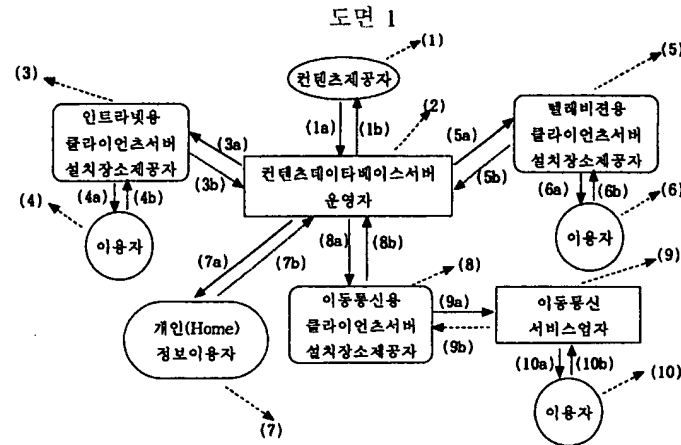 도면 1
(1)
컨텐츠제공자
(3)
(5)
인트라넷용
클라이언츠서버
설치장소제공자
(1a)
(1b)
(2)
텔레비젼용
클라이언츠서버
설치장소제공자
(3a)
(3b)
컨텐츠데이타베이스서버
운영자
(5a)
(5b)
(4)
(4a)
(4b)
이용자
(6a)
(6b)
(6)
이용자
(7a)
(7b)
(8a)
(8b)
(8)
(9)
개인(Home)
정보이용자
이동통신용
클라이언츠서버
설치장소제공자
(9a)
(9b)
이동통신
서비스업자
(7)
(10a)
(10b)
(10)
이용자